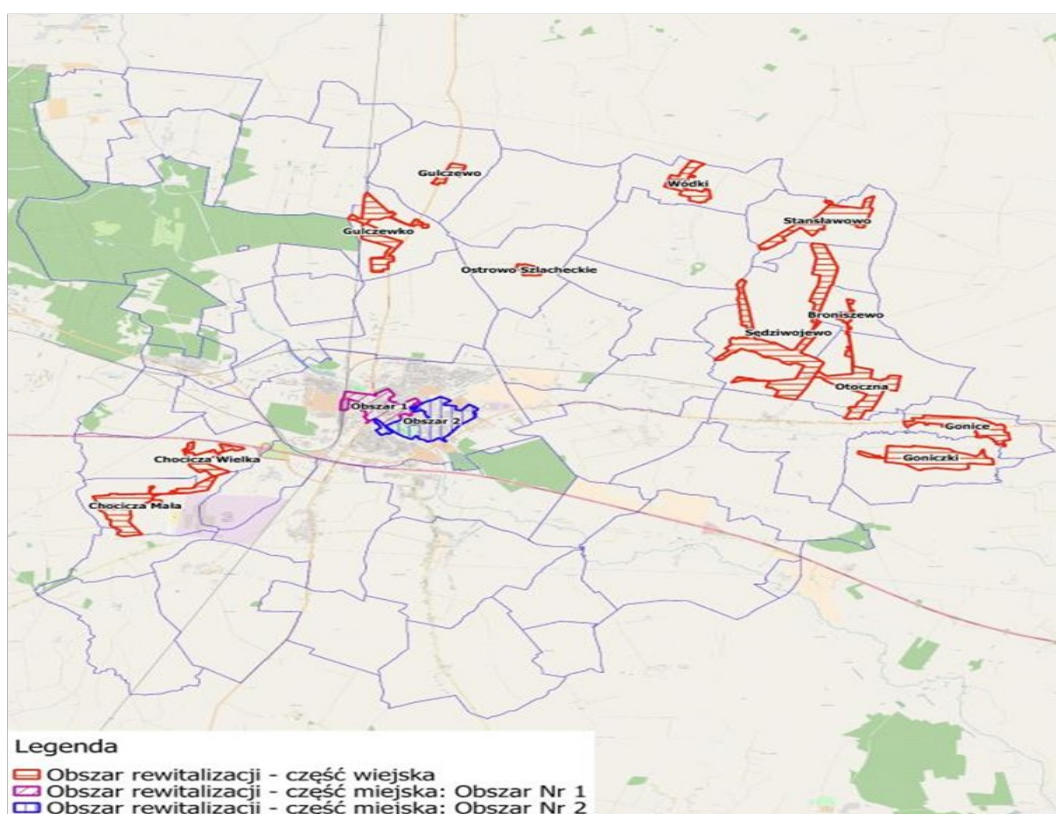 Gulczewo
Wódki
Stanisławowo
Gulczewko
Ostrowo Szlacheckie
Broniszewo
Sędziwojewo
Otoczna
Obszar 1
Obszar 2
Gonice
Goniczki
Chocicza Wielka
Chocicza Mała
Legenda
Obszar rewitalizacji - część wiejska
Obszar rewitalizacji - część miejska: Obszar Nr 1
Obszar rewitalizacji - część miejska: Obszar Nr 2